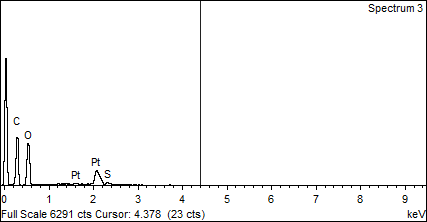 Spectrum 3
C
O
Pt
Pt
S
0 1 2 3 4 5 6 7 8 9
Full Scale 6291 cts Cursor: 4.378 (23 cts) keV